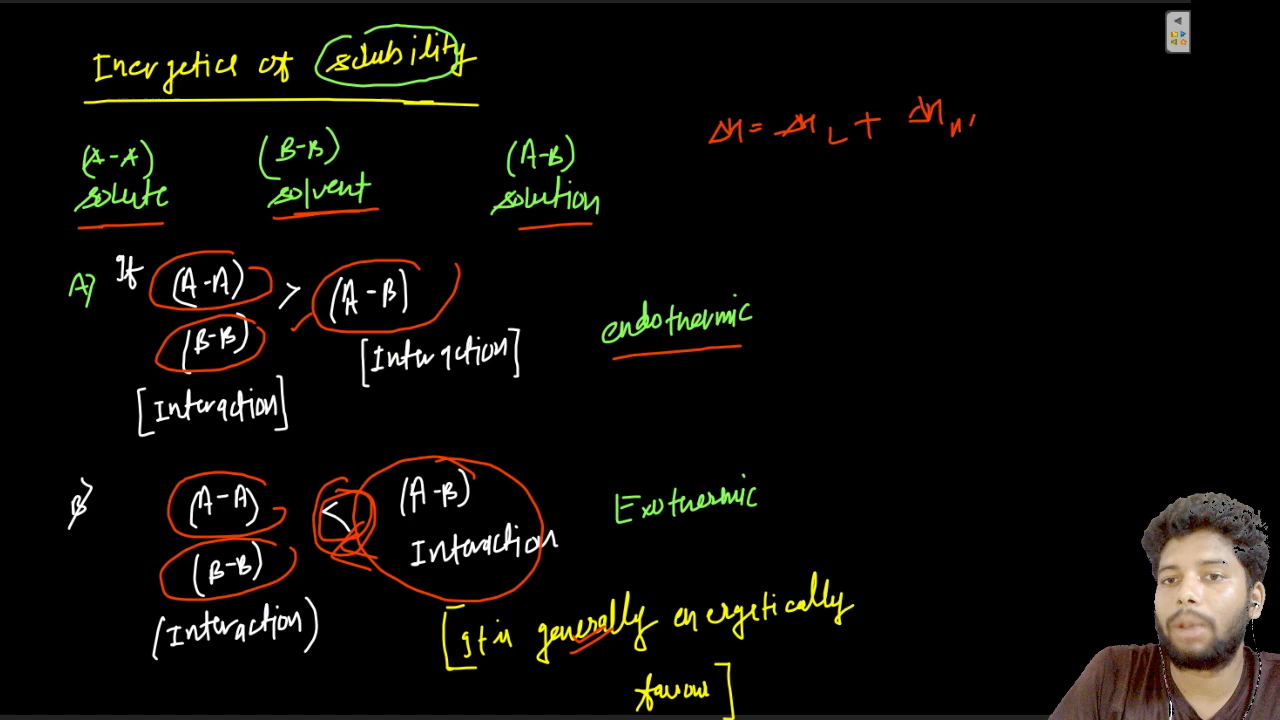 Energetics of solubility
(A-A) (B-B) (A-B)
solute solvent solution
ΔH = ΔH L + ΔH H,
A) If (A-A) > (A-B)
(B-B)
[Interaction] endothermic
[Interaction]
B) (A-A) < (A-B) Exothermic
(B-B) Interaction
(Interaction) [It is generally energetically
favour]